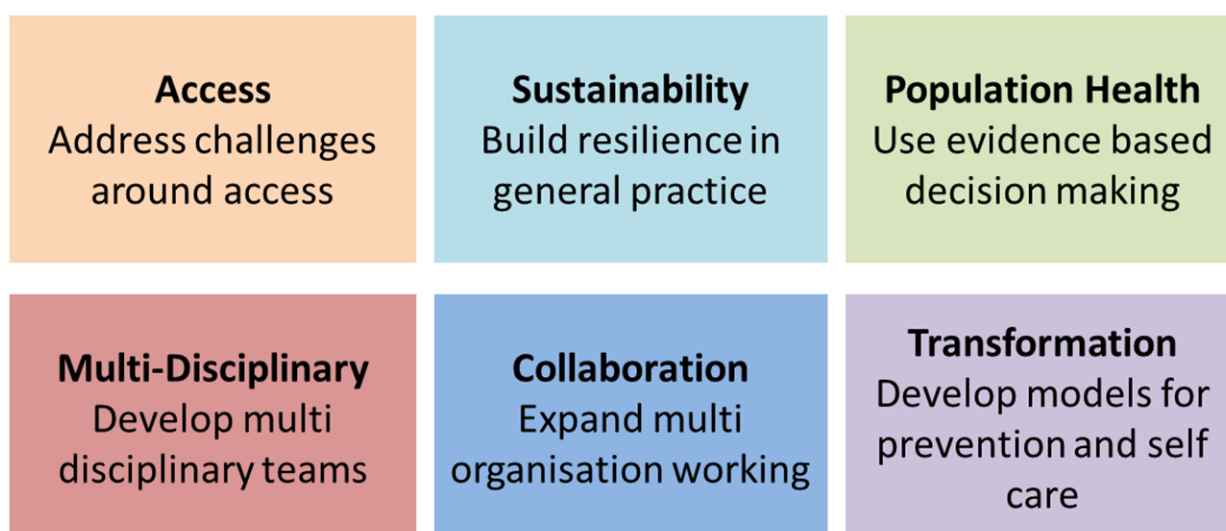 Access
Address challenges
around access
Sustainability
Build resilience in
general practice
Population Health
Use evidence based
decision making
Multi-Disciplinary
Develop multi
disciplinary teams
Collaboration
Expand multi
organisation working
Transformation
Develop models for
prevention and self
care